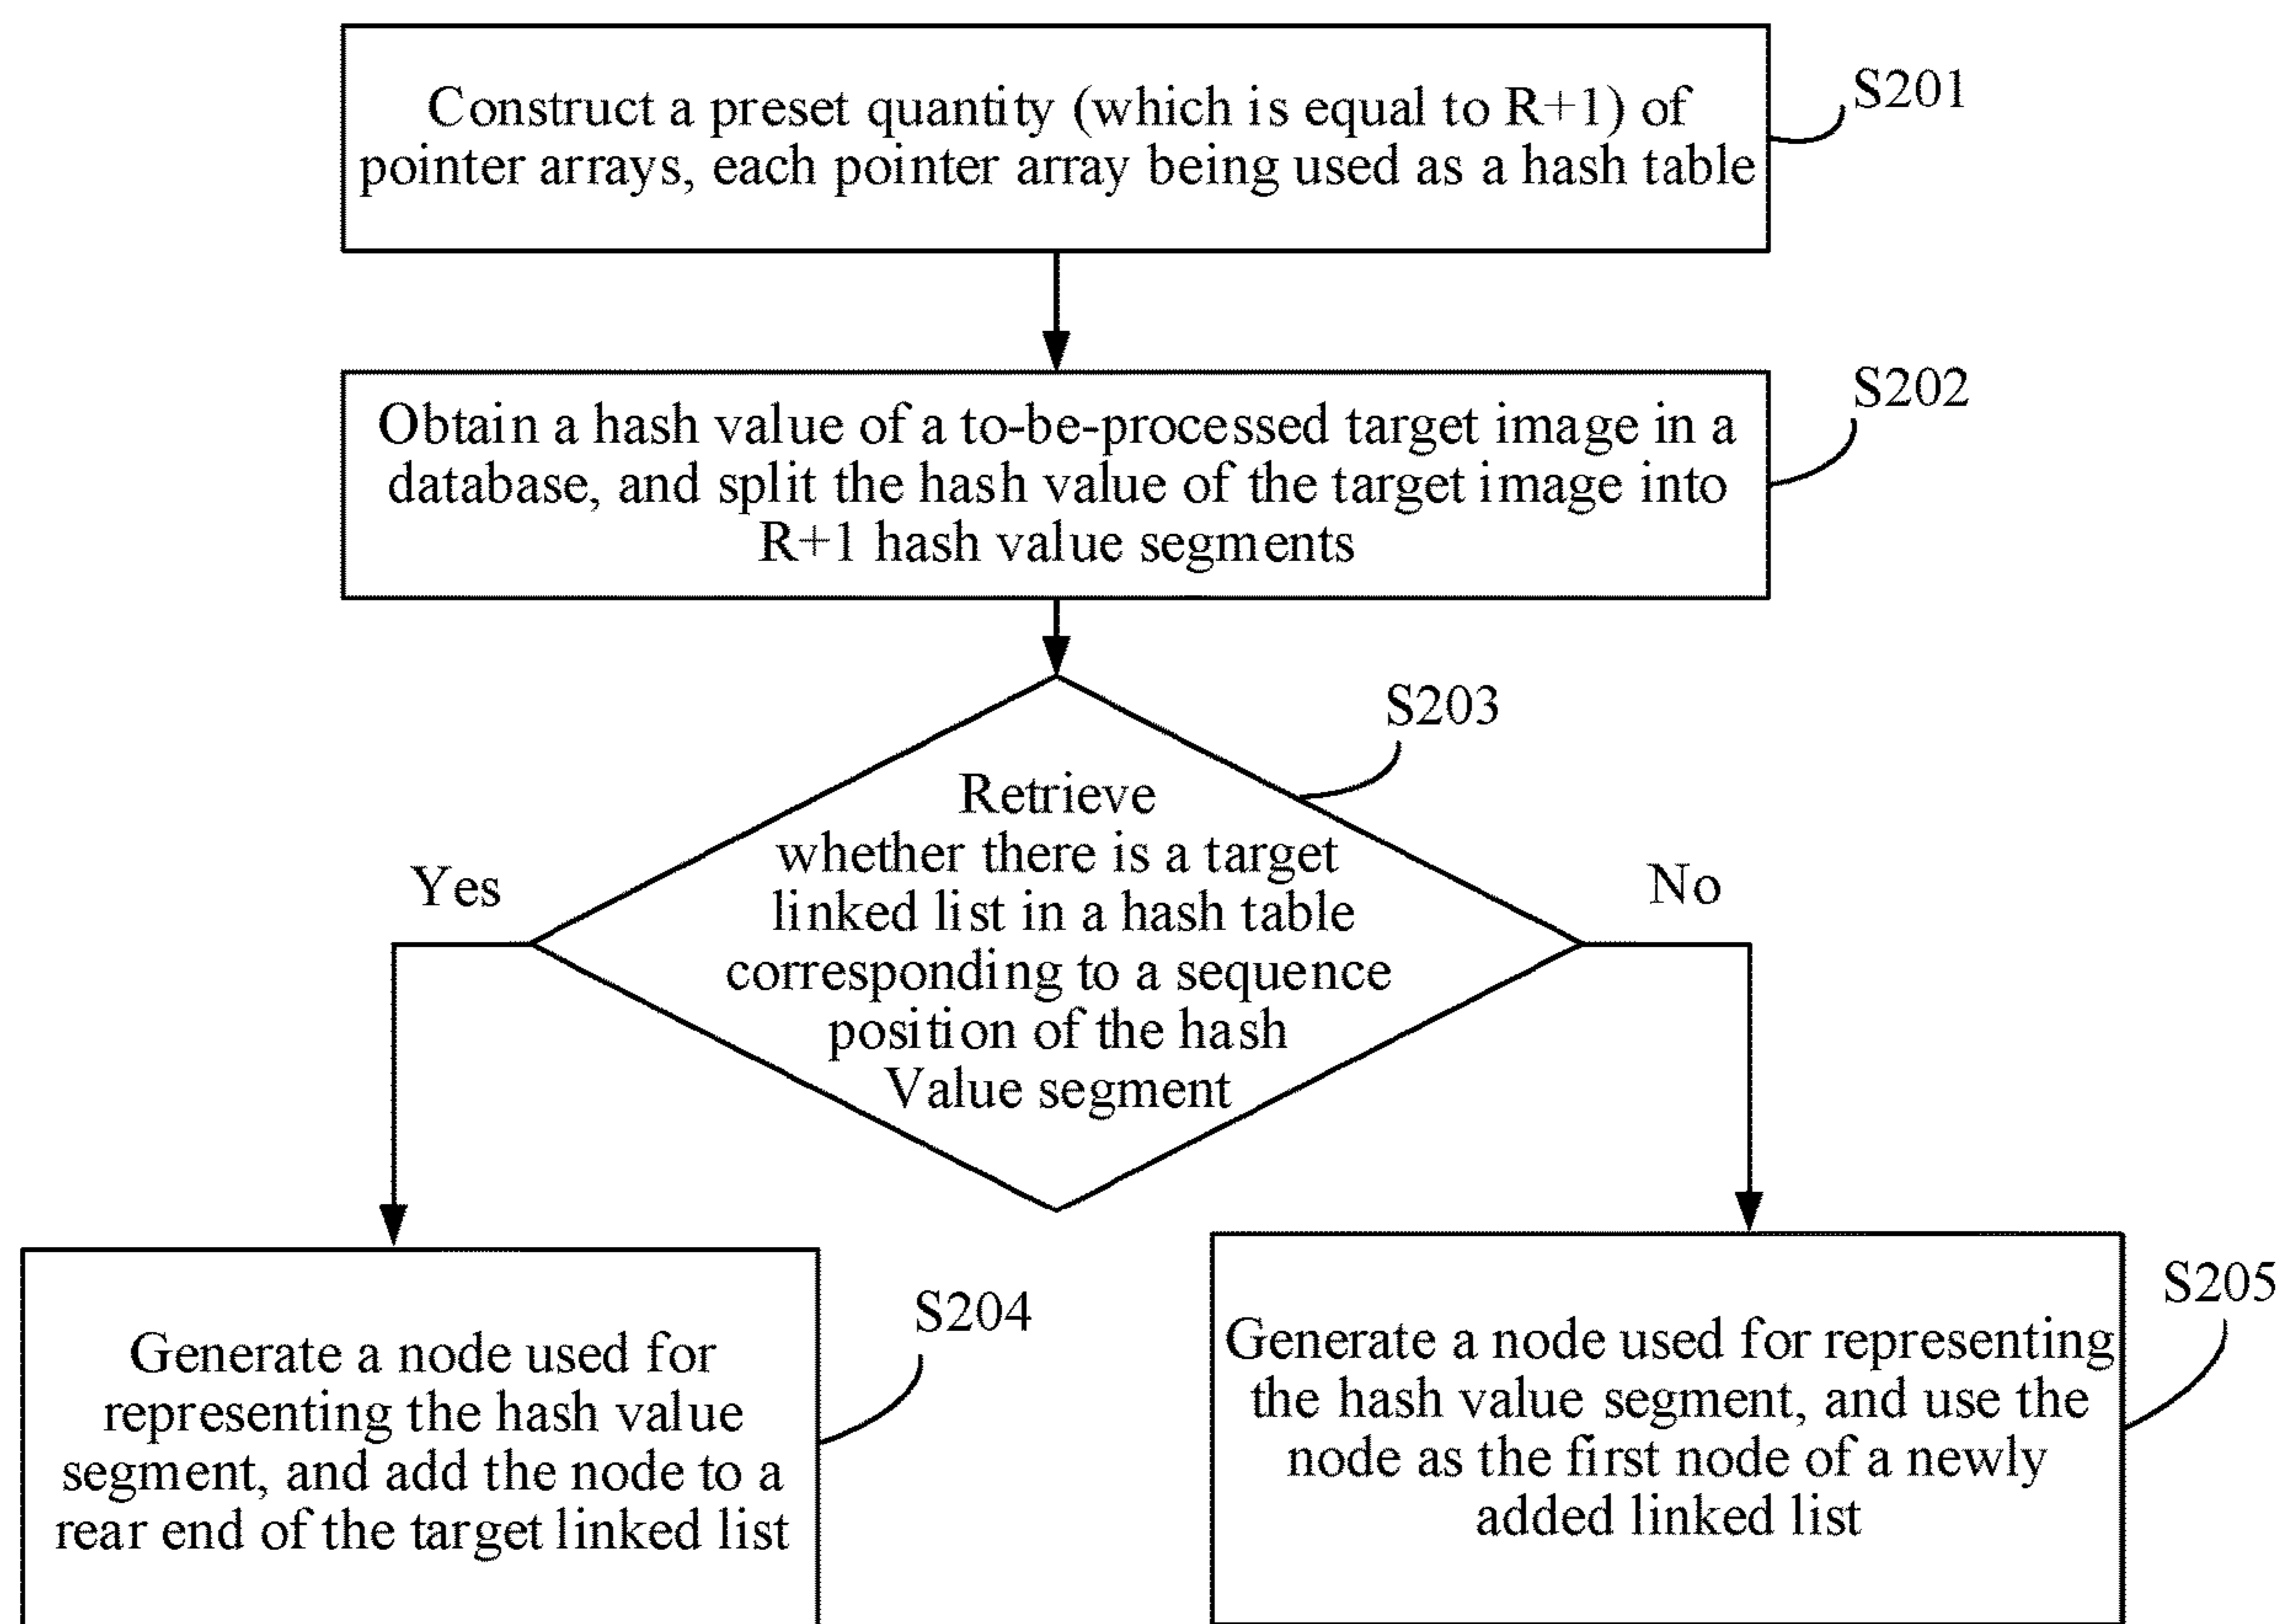 Construct a preset quantity (which is equal to R+1) of
pointer arrays, each pointer array being used as a hash table
S201
Obtain a hash value of a to-be-processed target image in a
database, and split the hash value of the target image into
R+1 hash value segments
S202
Retrieve
whether there is a target
linked list in a hash table
corresponding to a sequence
position of the hash
Value segment
S203
Yes
No
Generate a node used for
representing the hash value
segment, and add the node to a
rear end of the target linked list
S204
Generate a node used for representing
the hash value segment, and use the
node as the first node of a newly
added linked list
S205